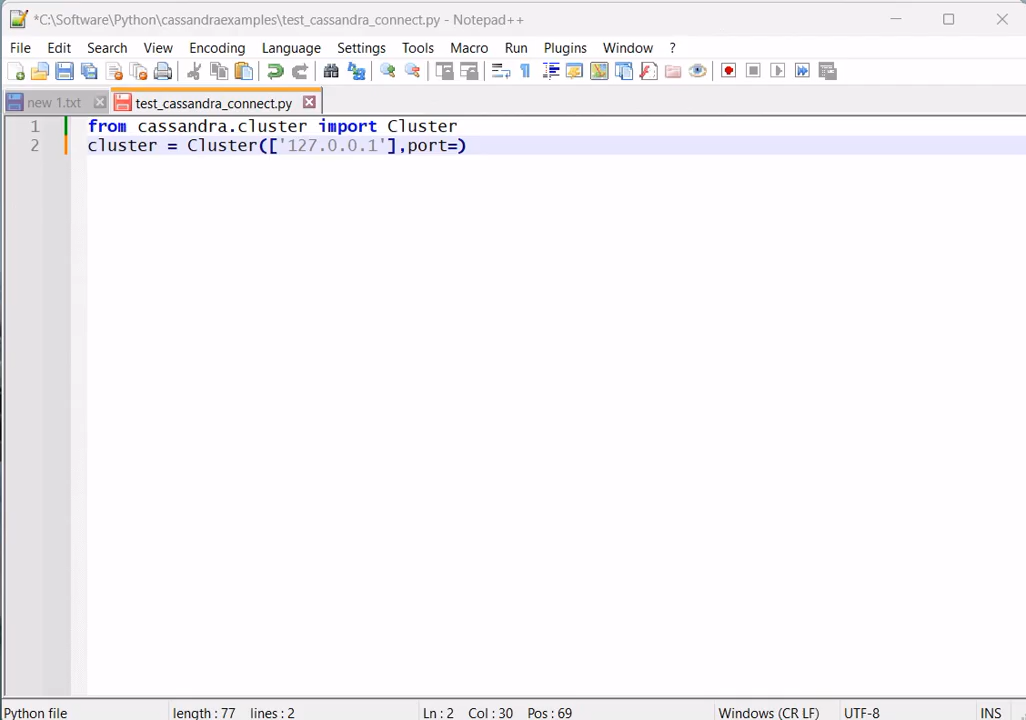 *C:\Software\Python\cassandraexamples\test_cassandra_connect.py - Notepad++
File Edit Search View Encoding Language Settings Tools Macro Run Plugins Window ?
new 1.txt test_cassandra_connect.py
1 from cassandra.cluster import Cluster
2 cluster = Cluster(['127.0.0.1'],port=)
Python file length : 77 lines : 2 Ln : 2 Col : 30 Pos : 69 Windows (CR LF) UTF-8 INS